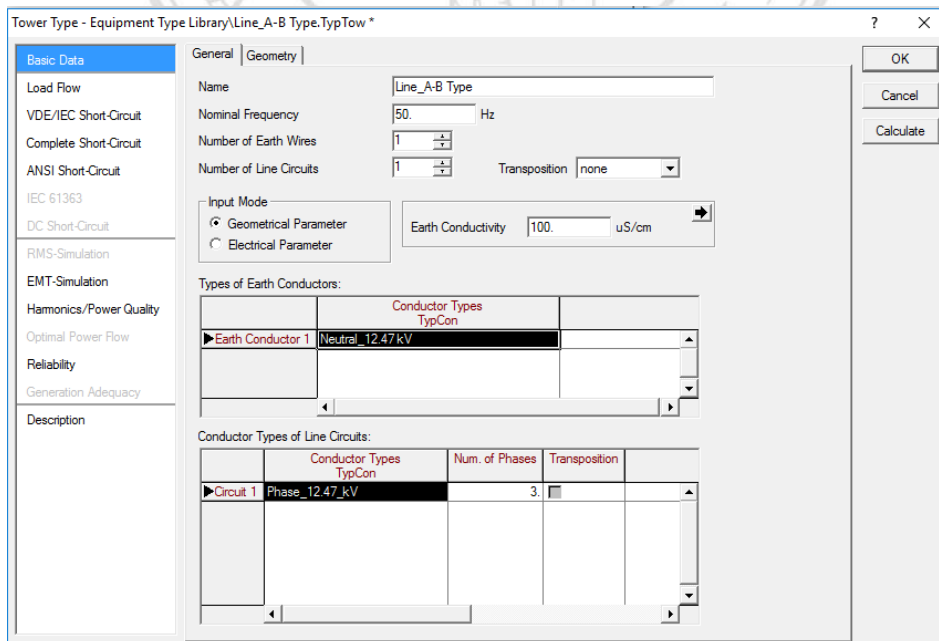 Tower Type - Equipment Type Library\Line_A-B Type.TypTow *
?
Basic Data
Load Flow
VDE/IEC Short-Circuit
Complete Short-Circuit
ANSI Short-Circuit
IEC 61363
DC Short-Circuit
RMS-Simulation
EMT-Simulation
Harmonics/Power Quality
Optimal Power Flow
Reliability
Generation Adequacy
Description
General Geometry
Name Line_A-B Type
Nominal Frequency 50. Hz
Number of Earth Wires 1
Number of Line Circuits 1 Transposition none
Input Mode
Geometrical Parameter
Electrical Parameter
Earth Conductivity 100. uS/cm
Types of Earth Conductors:
Conductor Types
TypCon
Earth Conductor 1 Neutral_12.47 kV
Conductor Types of Line Circuits:
Conductor Types Num. of Phases Transposition
TypCon
Circuit 1 Phase_12.47_kV 3.
OK
Cancel
Calculate